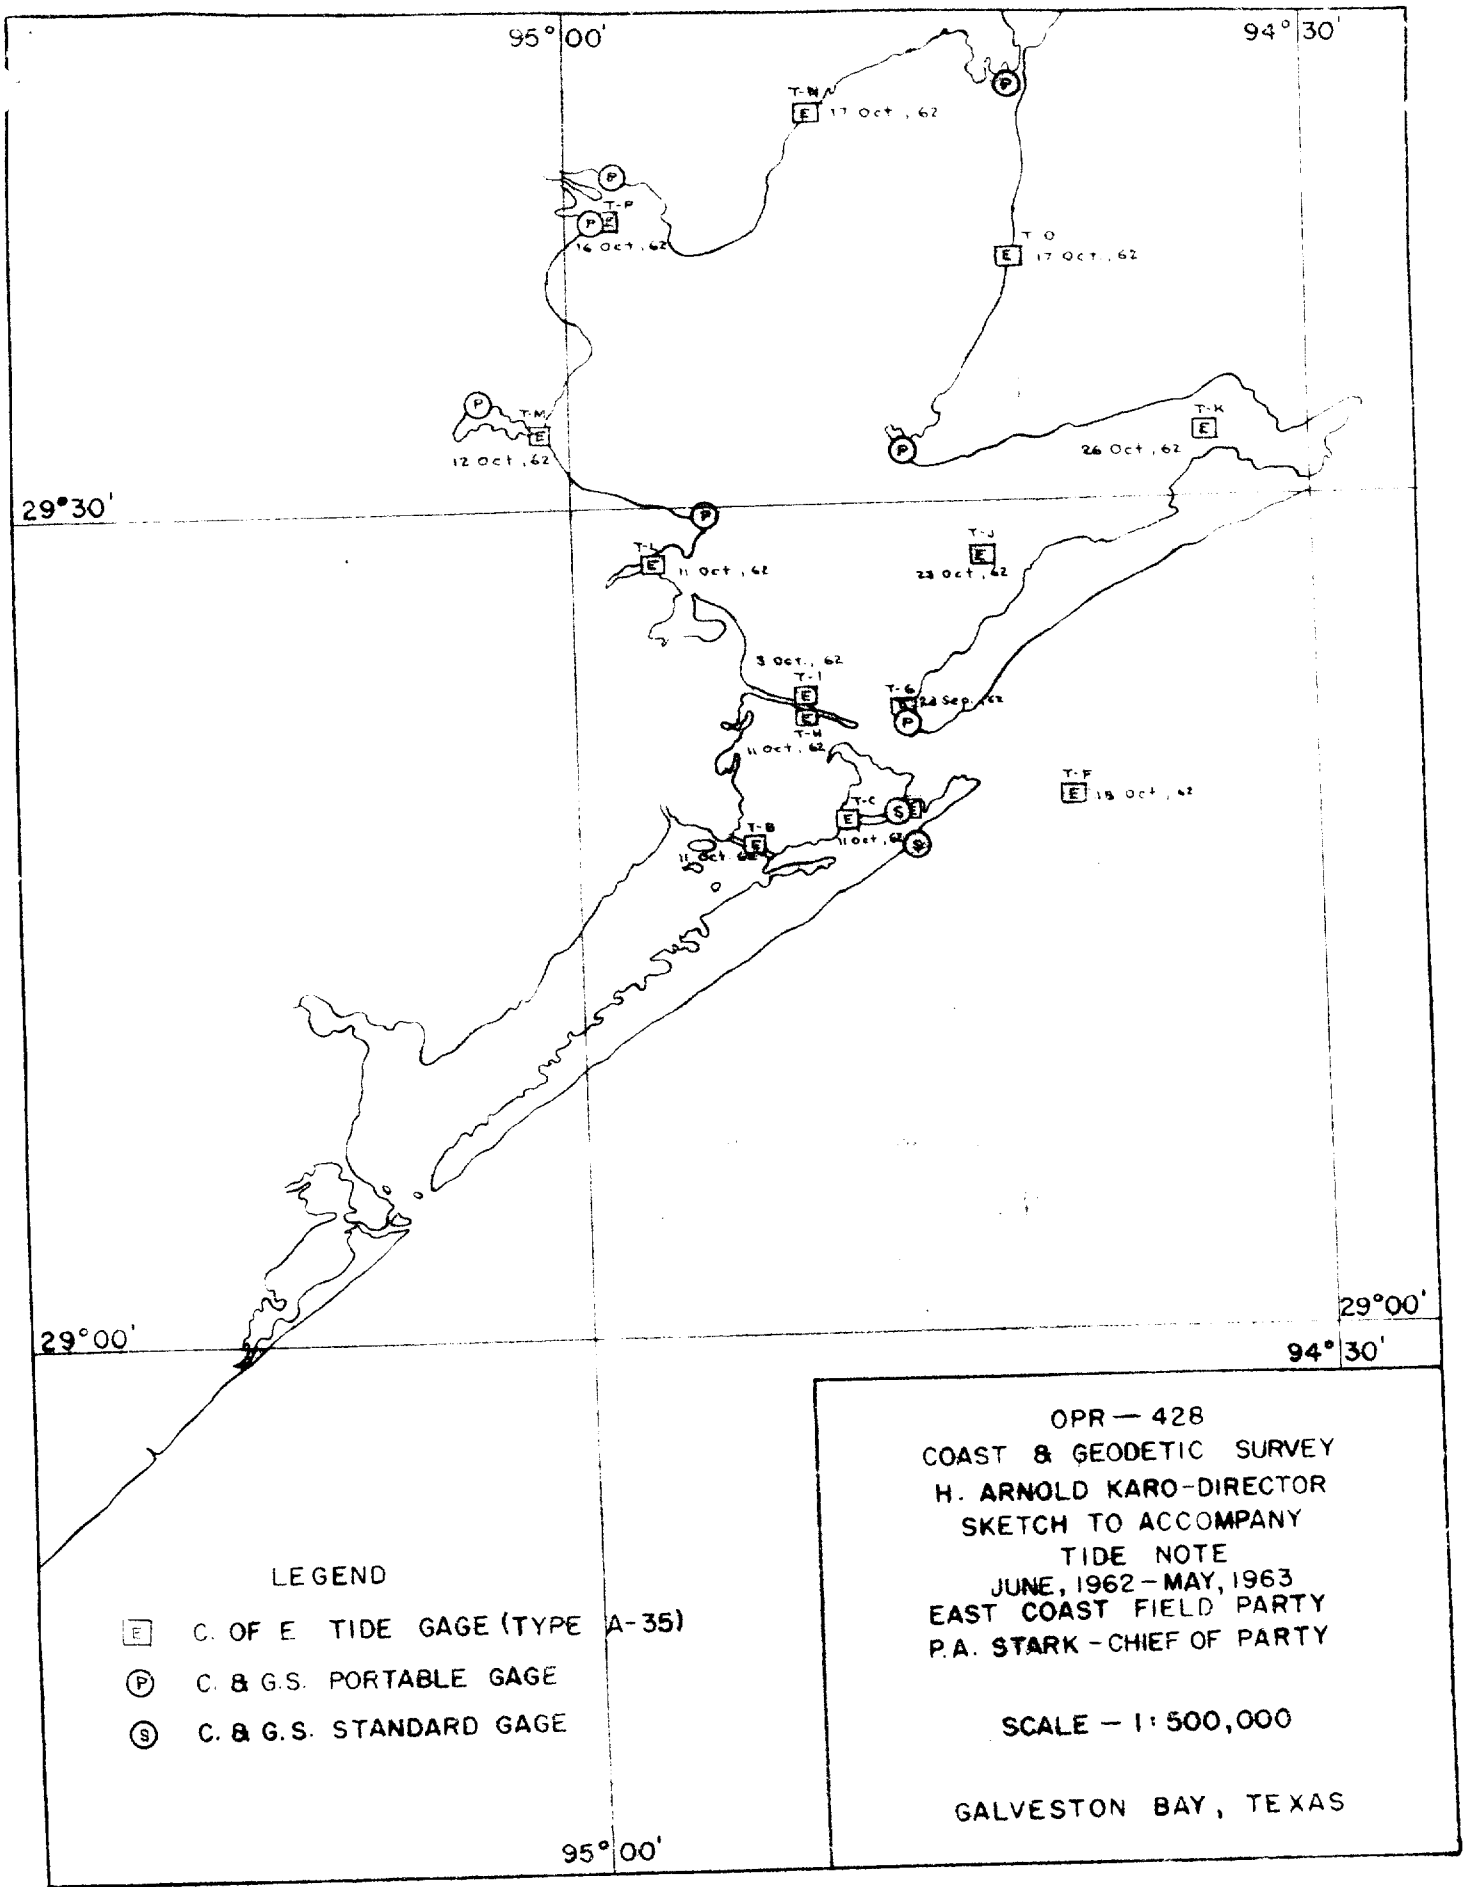 95°00'
94°30'
P
T-N
E 17 Oct, 62
P
T-P
P E
16 Oct, 62
T O
E 17 Oct, 62
P
T-M
E
12 Oct, 62
T-K
E
26 Oct, 62
P
29°30'
P
T-L
E 11 Oct, 62
T-J
E
3 Oct, 62
T-I
E
E
T-H
11 Oct, 62
T-G
P
T-F
E 18 Oct, 62
T-C
E S E
11 Oct, 62
T-B
E
11 Oct. 62
S
29°00'
29°00'
94°30'
OPR — 428
COAST & GEODETIC SURVEY
H. ARNOLD KARO-DIRECTOR
SKETCH TO ACCOMPANY
TIDE NOTE
JUNE, 1962 - MAY, 1963
EAST COAST FIELD PARTY
P.A. STARK - CHIEF OF PARTY
SCALE - 1:500,000
GALVESTON BAY, TEXAS
LEGEND
E C. OF E TIDE GAGE (TYPE A-35)
P C. & G.S. PORTABLE GAGE
S C. & G.S. STANDARD GAGE
95°00'